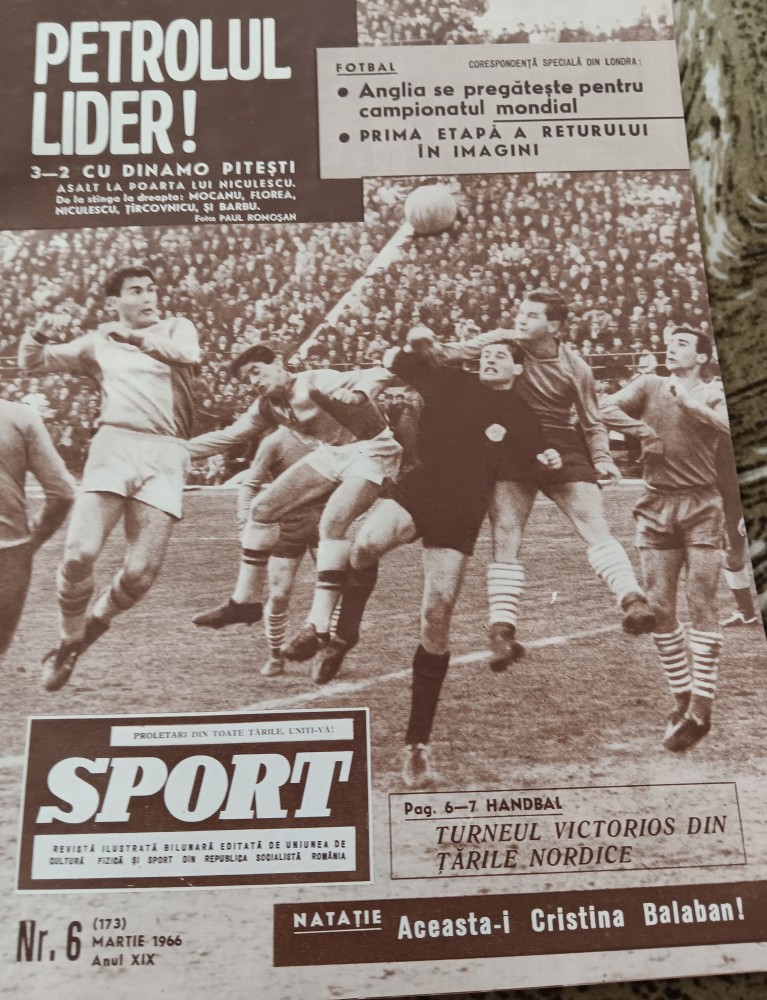 PETROLUL
LIDER!
3—2 CU DINAMO PITEȘTI
ASALT LA POARTA LUI NICULESCU.
De la stînga la dreapta: MOCANU, FLOREA,
NICULESCU, ȚÎRCOVNICU, ȘI BARBU.
Foto: PAUL ROMOȘAN
FOTBAL
CORESPONDENȚĂ SPECIALĂ DIN LONDRA:
● Anglia se pregătește pentru
campionatul mondial
● PRIMA ETAPĂ A RETURULUI
ÎN IMAGINI
PROLETARI DIN TOATE ȚĂRILE, UNIȚI-VĂ!
SPORT
REVISTĂ ILUSTRATĂ BILUNARĂ EDITATĂ DE UNIUNEA DE
CULTURĂ FIZICĂ ȘI SPORT DIN REPUBLICA SOCIALISTĂ ROMÂNIA
Pag. 6—7 HANDBAL
TURNEUL VICTORIOS DIN
ȚĂRILE NORDICE
Nr. 6
(173)
MARTIE 1966
Anul XIX
NATAȚIE Aceasta-i Cristina Balaban!